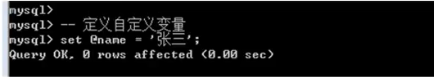 mysql>
mysql> -- 定义自定义变量
mysql> set @name = '张三';
Query OK, 0 rows affected (0.00 sec)